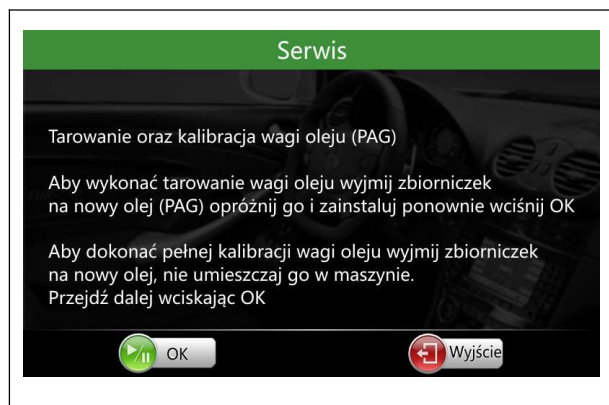 Serwis
Tarowanie oraz kalibracja wagi oleju (PAG)
Aby wykonać tarowanie wagi oleju wyjmij zbiorniczek
na nowy olej (PAG) opróżnij go i zainstaluj ponownie wciśnij OK
Aby dokonać pełnej kalibracji wagi oleju wyjmij zbiorniczek
na nowy olej, nie umieszczaj go w maszynie.
Przejdź dalej wciskając OK
OK
Wyjście